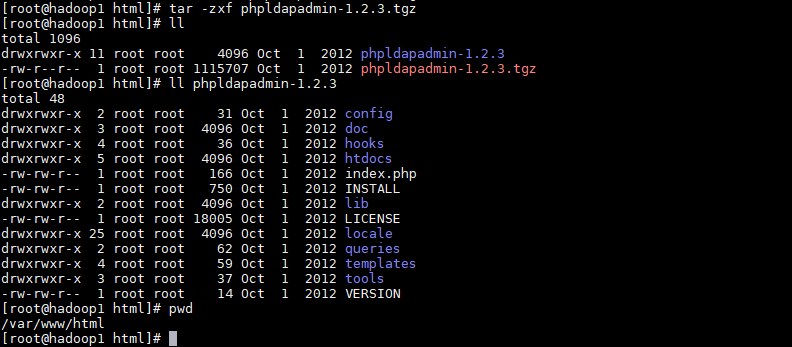 [root@hadoop1 html]# tar -zxf phpldapadmin-1.2.3.tgz
[root@hadoop1 html]# ll
total 1096
drwxrwxr-x 11 root root    4096 Oct  1  2012 phpldapadmin-1.2.3
-rw-r--r--  1 root root 1115707 Oct  1  2012 phpldapadmin-1.2.3.tgz
[root@hadoop1 html]# ll phpldapadmin-1.2.3
total 48
drwxrwxr-x  2 root root    31 Oct  1  2012 config
drwxrwxr-x  3 root root  4096 Oct  1  2012 doc
drwxrwxr-x  4 root root    36 Oct  1  2012 hooks
drwxrwxr-x  5 root root  4096 Oct  1  2012 htdocs
-rw-rw-r--  1 root root   166 Oct  1  2012 index.php
-rw-rw-r--  1 root root   750 Oct  1  2012 INSTALL
drwxrwxr-x  2 root root  4096 Oct  1  2012 lib
-rw-rw-r--  1 root root 18005 Oct  1  2012 LICENSE
drwxrwxr-x 25 root root  4096 Oct  1  2012 locale
drwxrwxr-x  2 root root    62 Oct  1  2012 queries
drwxrwxr-x  4 root root    59 Oct  1  2012 templates
drwxrwxr-x  3 root root    37 Oct  1  2012 tools
-rw-rw-r--  1 root root    14 Oct  1  2012 VERSION
[root@hadoop1 html]# pwd
/var/www/html
[root@hadoop1 html]#